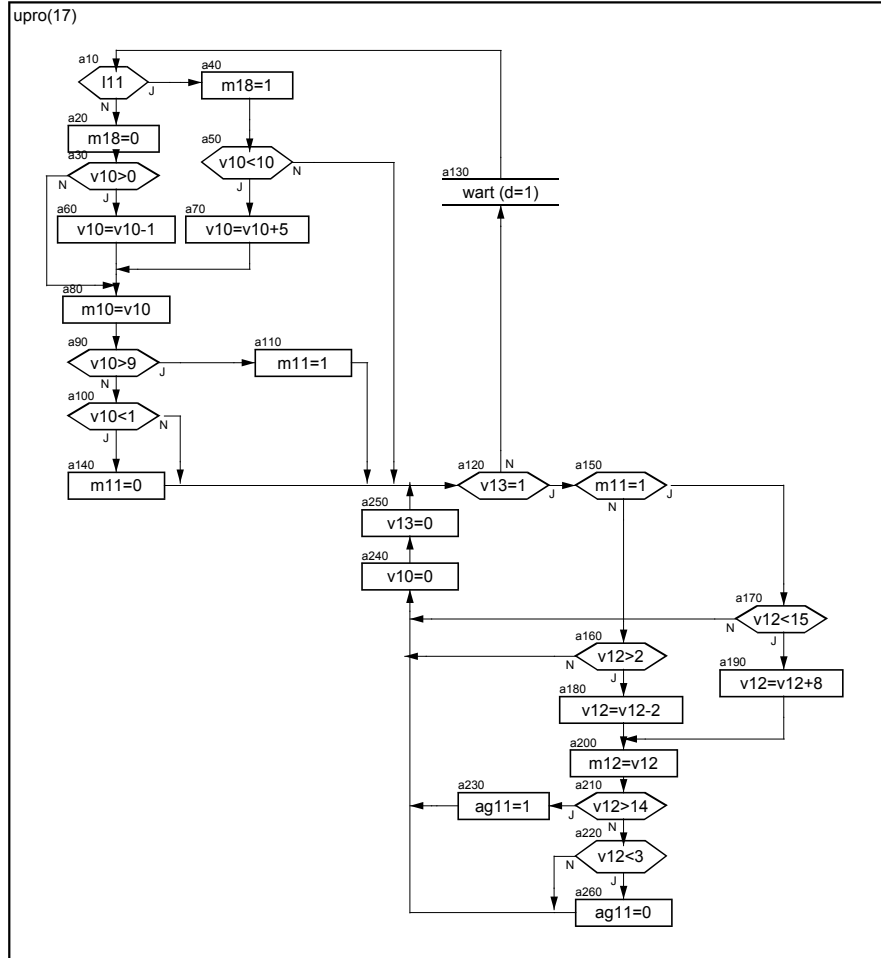 upro(17)
a10
l11
J
N
a40
m18=1
a20
m18=0
a30
v10>0
N
J
a50
v10<10
N
J
a60
v10=v10-1
a70
v10=v10+5
a130
wart (d=1)
a80
m10=v10
a90
v10>9
J
N
a110
m11=1
a100
v10<1
N
J
a140
m11=0
a120
v13=1
N
J
a150
m11=1
J
N
a250
v13=0
a240
v10=0
a170
v12<15
N
J
a160
v12>2
N
J
a190
v12=v12+8
a180
v12=v12-2
a200
m12=v12
a230
ag11=1
a210
v12>14
J
N
a220
v12<3
N
J
a260
ag11=0